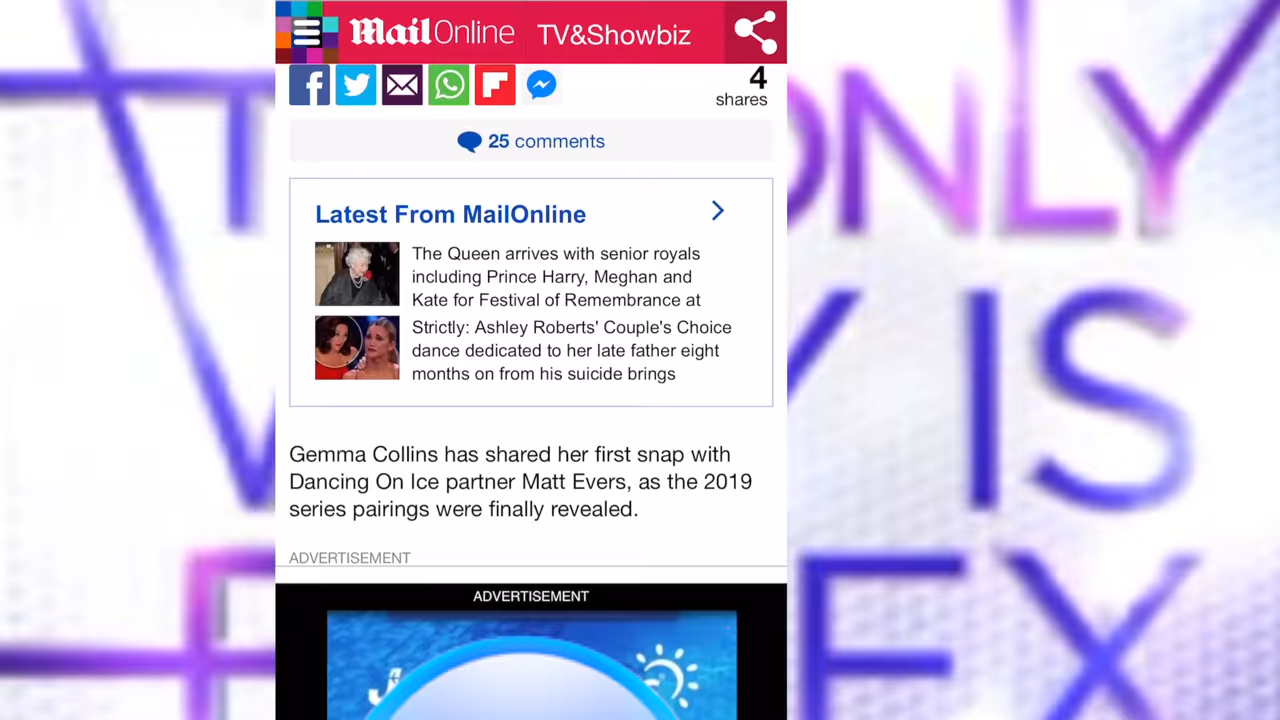 MailOnline TV&Showbiz
4
shares
25 comments
Latest From MailOnline
The Queen arrives with senior royals
including Prince Harry, Meghan and
Kate for Festival of Remembrance at
Strictly: Ashley Roberts' Couple's Choice
dance dedicated to her late father eight
months on from his suicide brings
Gemma Collins has shared her first snap with
Dancing On Ice partner Matt Evers, as the 2019
series pairings were finally revealed.
ADVERTISEMENT
ADVERTISEMENT
ONLY
IS
EX